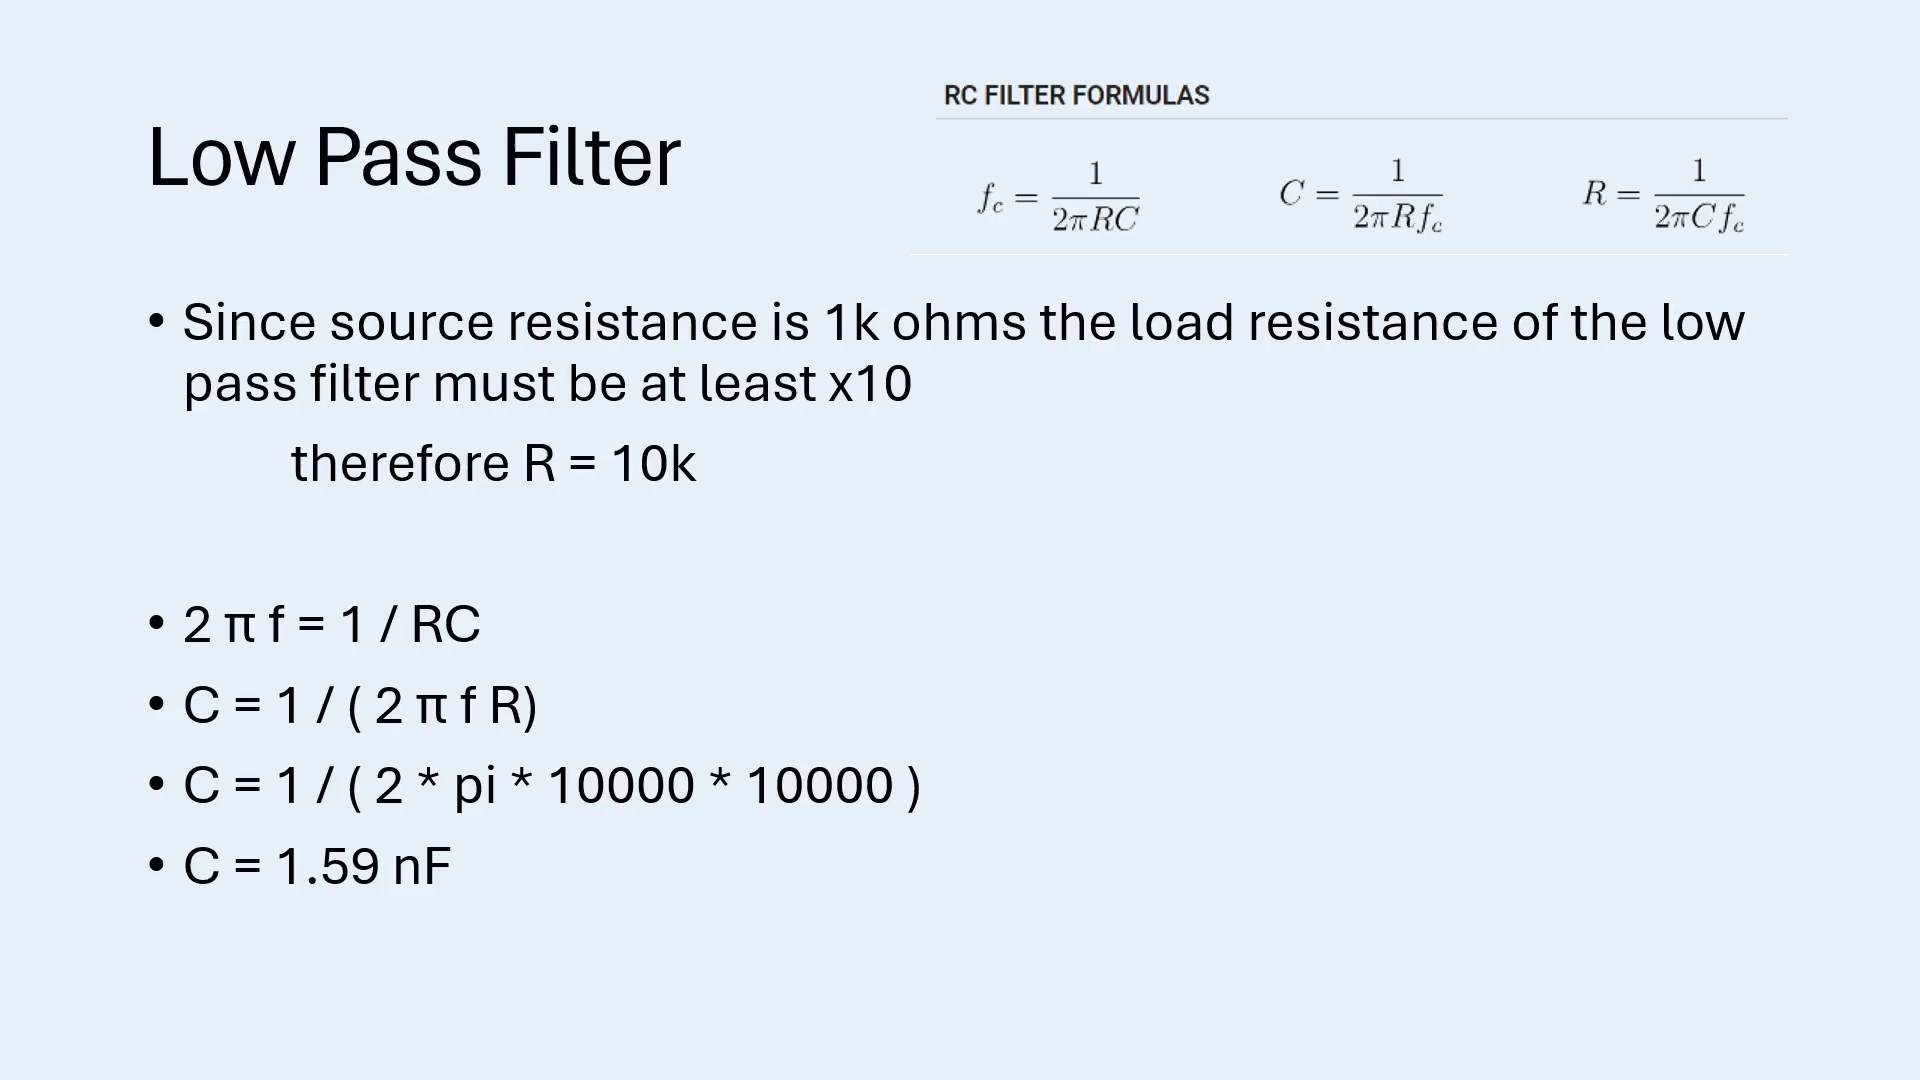 Low Pass Filter
RC FILTER FORMULAS
f_c = 1 / 2πRC    C = 1 / 2πRf_c    R = 1 / 2πCf_c
• Since source resistance is 1k ohms the load resistance of the low
pass filter must be at least x10
therefore R = 10k
• 2 π f = 1 / RC
• C = 1 / ( 2 π f R)
• C = 1 / ( 2 * pi * 10000 * 10000 )
• C = 1.59 nF